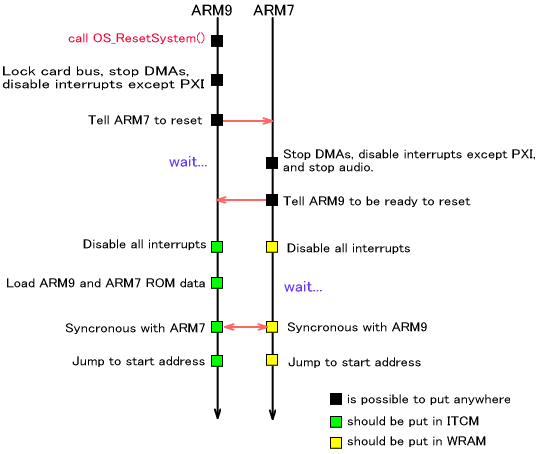 ARM9 ARM7
call OS_ResetSystem()
Lock card bus, stop DMAs,
disable interrupts except PXI
Tell ARM7 to reset
wait...
Stop DMAs, disable interrupts except PXI,
and stop audio.
Tell ARM9 to be ready to reset
Disable all interrupts
Disable all interrupts
Load ARM9 and ARM7 ROM data
wait...
Syncronous with ARM7
Syncronous with ARM9
Jump to start address
Jump to start address
is possible to put anywhere
should be put in ITCM
should be put in WRAM